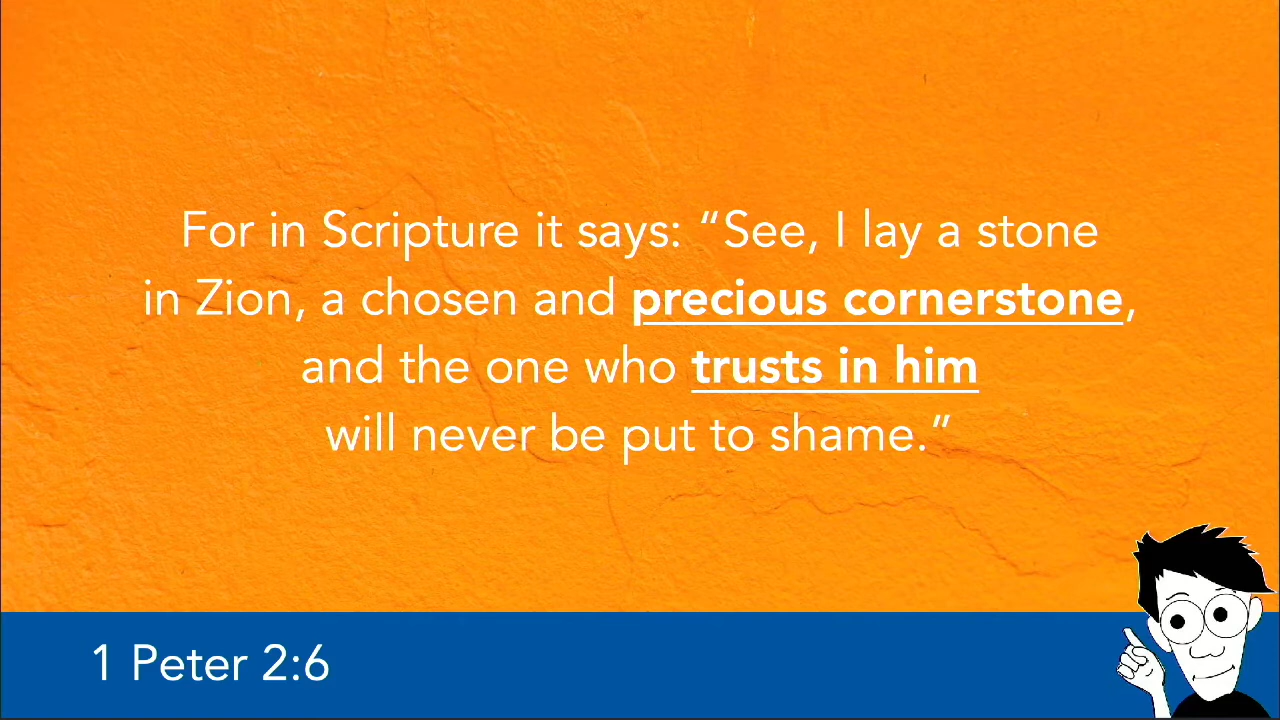 For in Scripture it says: “See, I lay a stone
in Zion, a chosen and precious cornerstone,
and the one who trusts in him
will never be put to shame.”
1 Peter 2:6